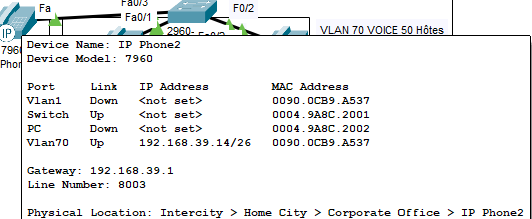 Fa
Fa0/3
F0/2
Fa0/1
2960-
Fa0/2
VLAN 70 VOICE 50 Hôtes
IP
7960
Phor
Device Name: IP Phone2
Device Model: 7960
Port Link IP Address MAC Address
Vlan1 Down <not set> 0090.0CB9.A537
Switch Up <not set> 0004.9A8C.2001
PC Down <not set> 0004.9A8C.2002
Vlan70 Up 192.168.39.14/26 0090.0CB9.A537
Gateway: 192.168.39.1
Line Number: 8003
Physical Location: Intercity > Home City > Corporate Office > IP Phone2